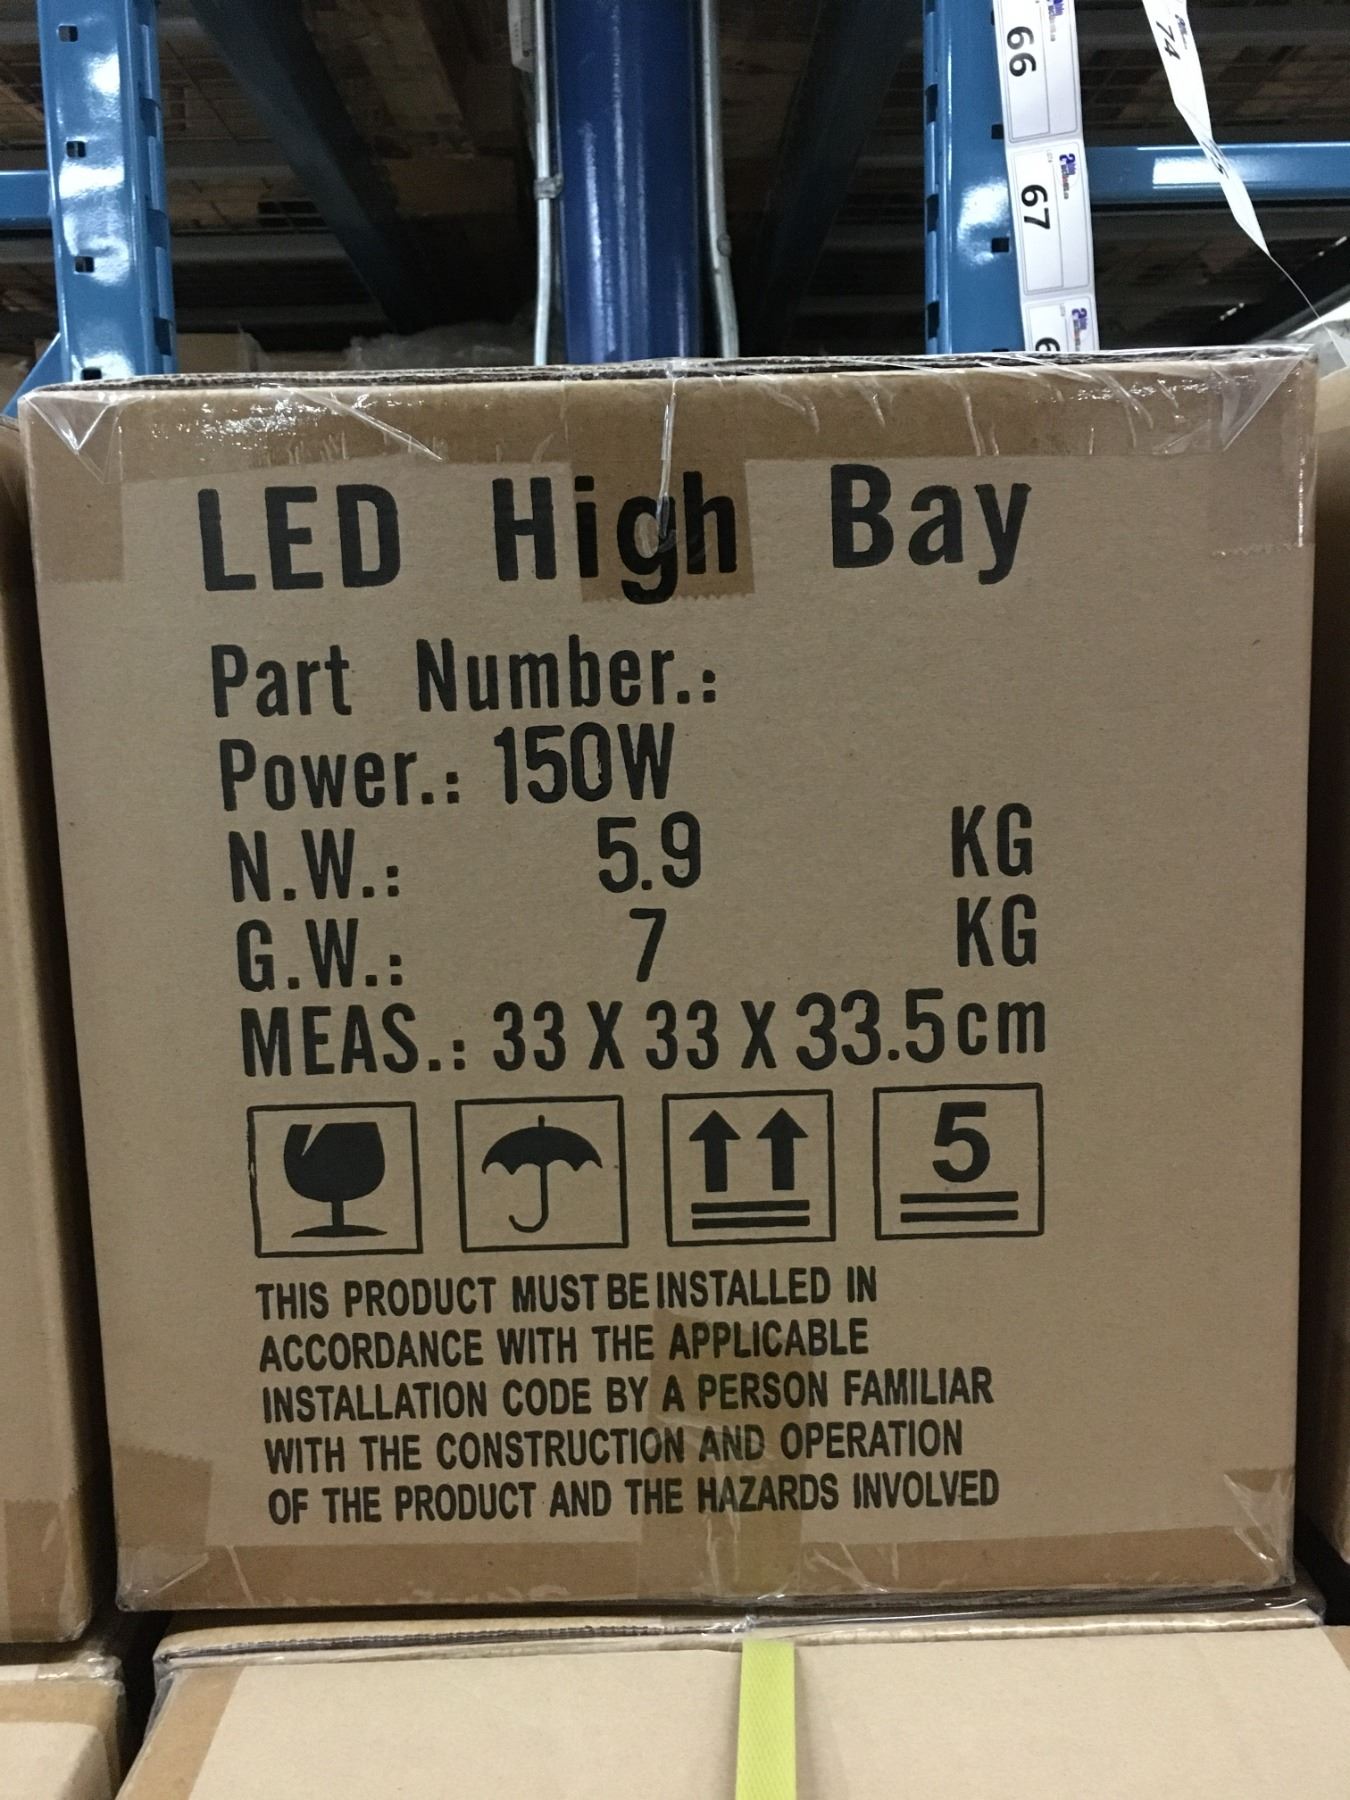 66
67
74
LED High Bay
Part Number.:
Power.: 150W
N.W.: 5.9 KG
G.W.: 7 KG
MEAS.: 33 X 33 X 33.5cm
5
THIS PRODUCT MUST BE INSTALLED IN
ACCORDANCE WITH THE APPLICABLE
INSTALLATION CODE BY A PERSON FAMILIAR
WITH THE CONSTRUCTION AND OPERATION
OF THE PRODUCT AND THE HAZARDS INVOLVED